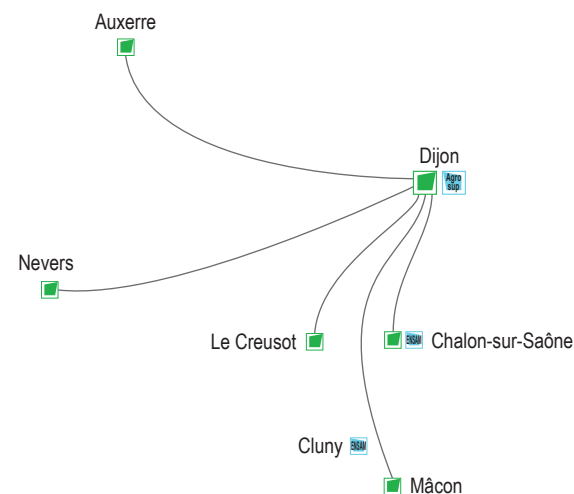 Auxerre
Dijon
Agro
sup
Nevers
Le Creusot
ENSAM
Chalon-sur-Saône
Cluny
ENSAM
Mâcon